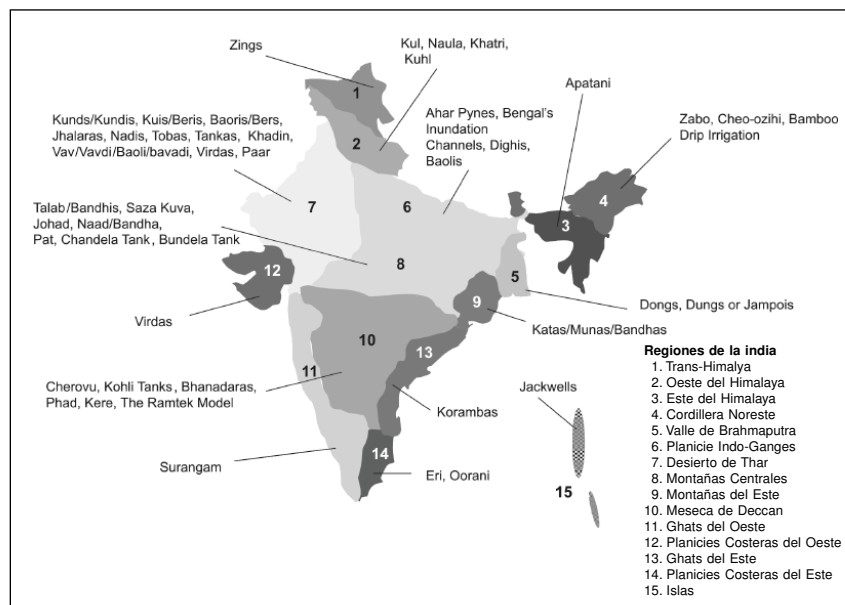 Zings
Kul, Naula, Khatri,
Kuhl
Apatani
Kunds/Kundis, Kuis/Beris, Baoris/Bers,
Jhalaras, Nadis, Tobas, Tankas, Khadin,
Vav/Vavdi/Baoli/bavadi, Virdas, Paar
Ahar Pynes, Bengal's
Inundation
Channels, Dighis,
Baolis
Zabo, Cheo-ozihi, Bamboo
Drip Irrigation
Talab/Bandhis, Saza Kuva,
Johad, Naad/Bandha,
Pat, Chandela Tank, Bundela Tank
1
2
3
4
5
6
7
8
9
10
11
12
13
14
15
Virdas
Dongs, Dungs or Jampois
Katas/Munas/Bandhas
Cherovu, Kohli Tanks, Bhanadaras,
Phad, Kere, The Ramtek Model
Korambas
Jackwells
Surangam
Eri, Oorani
Regiones de la india
1. Trans-Himalya
2. Oeste del Himalaya
3. Este del Himalaya
4. Cordillera Noreste
5. Valle de Brahmaputra
6. Planicie Indo-Ganges
7. Desierto de Thar
8. Montañas Centrales
9. Montañas del Este
10. Meseca de Deccan
11. Ghats del Oeste
12. Planicies Costeras del Oeste
13. Ghats del Este
14. Planicies Costeras del Este
15. Islas